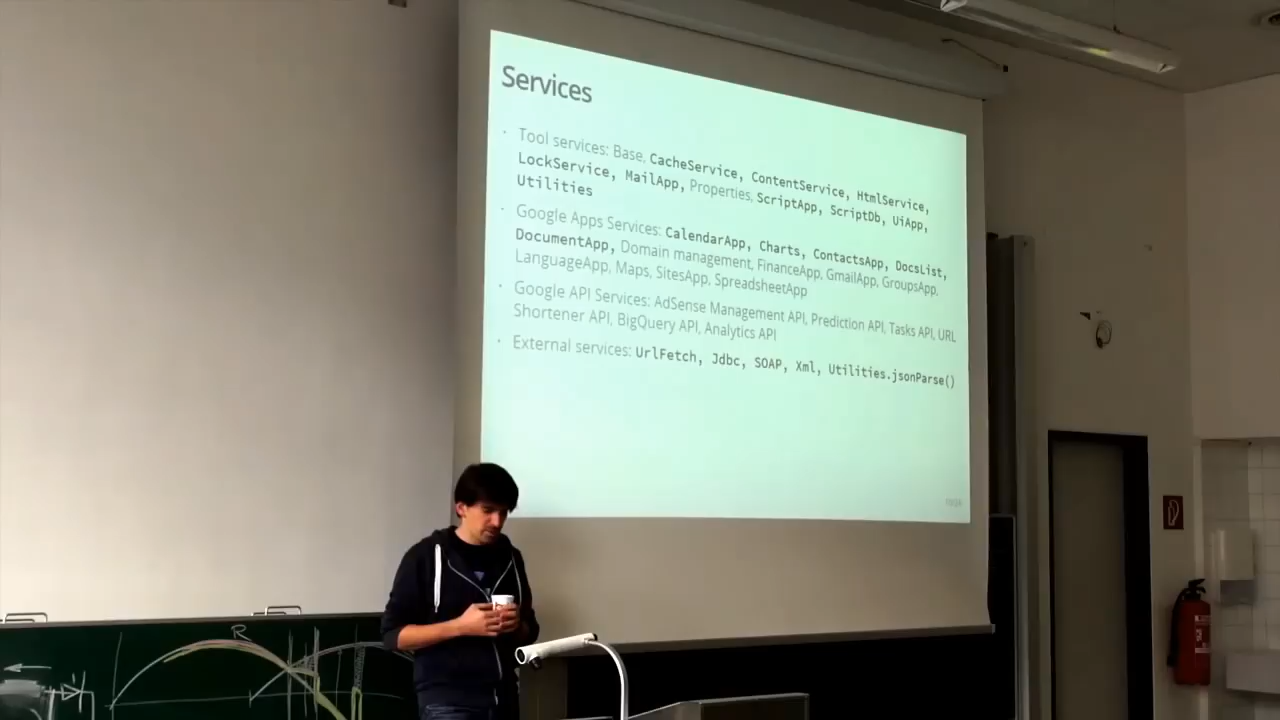 Services
Tool services: Base, CacheService, ContentService, HtmlService,
LockService, MailApp, Properties, ScriptApp, ScriptDb, UiApp,
Utilities
Google Apps Services: CalendarApp, Charts, ContactsApp, DocsList,
DocumentApp, Domain management, FinanceApp, GmailApp, GroupsApp,
LanguageApp, Maps, SitesApp, SpreadsheetApp
Google API Services: AdSense Management API, Prediction API, Tasks API, URL
Shortener API, BigQuery API, Analytics API
External services: UrlFetch, Jdbc, SOAP, Xml, Utilities.jsonParse()
R